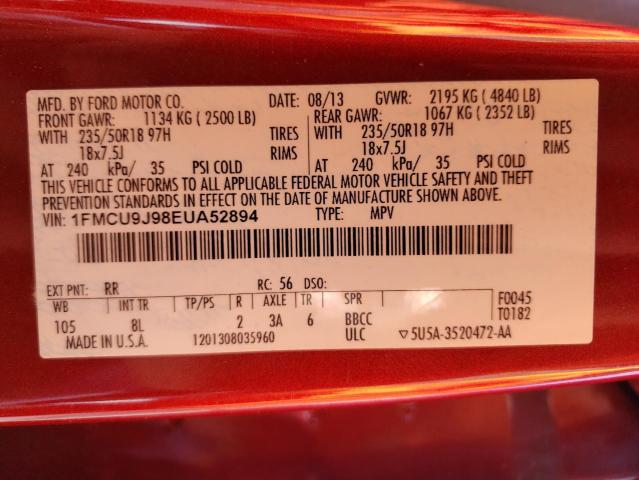 MFD. BY FORD MOTOR CO.
DATE: 08/13 GVWR: 2195 KG ( 4840 LB)
FRONT GAWR: 1134 KG ( 2500 LB)
REAR GAWR: 1067 KG ( 2352 LB)
WITH 235/50R18 97H TIRES
WITH 235/50R18 97H TIRES
18x7.5J RIMS
18x7.5J RIMS
AT 240 kPa/ 35 PSI COLD
AT 240 kPa/ 35 PSI COLD
THIS VEHICLE CONFORMS TO ALL APPLICABLE FEDERAL MOTOR VEHICLE SAFETY AND THEFT
PREVENTION STANDARDS IN EFFECT ON THE DATE OF MANUFACTURE SHOWN ABOVE.
VIN: 1FMCU9J98EUA52894 TYPE: MPV
EXT PNT: RR RC: 56 DSO:
WB INT TR TP/PS R AXLE TR SPR F0045
T0182
105 8L 2 3A 6 BBCC
MADE IN U.S.A. 1201308035960 ULC ▽5U5A-3520472-AA